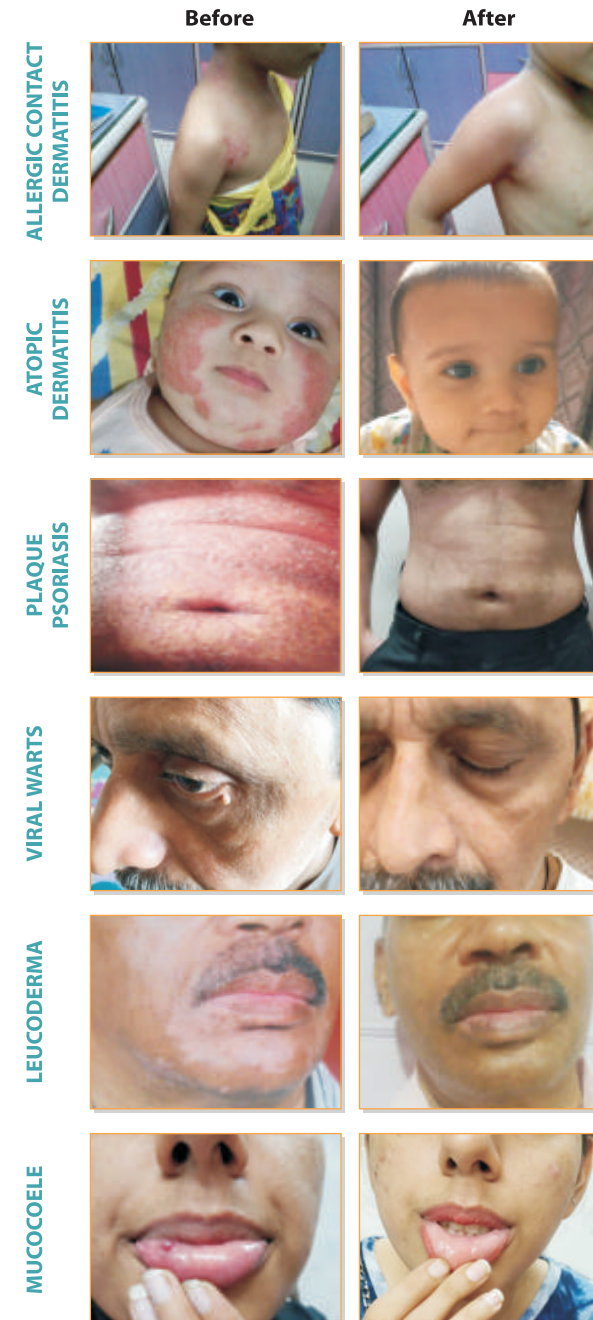 Before
After
ALLERGIC CONTACT
DERMATITIS
ATOPIC
DERMATITIS
PLAQUE
PSORIASIS
VIRAL WARTS
LEUCODERMA
MUCOCOELE